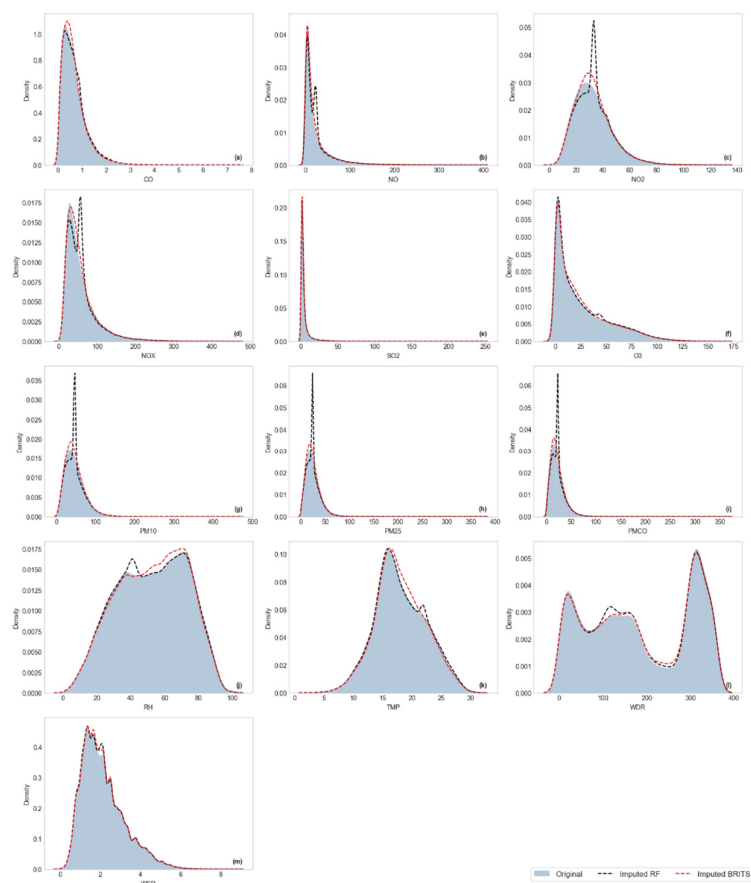 1.0
0.8
0.6
0.4
0.2
0.0
Density
(a)
0 1 2 3 4 5 6 7 8
CO
0.04
0.03
0.02
0.01
0.00
Density
(b)
0 100 200 300 400
NO
0.05
0.04
0.03
0.02
0.01
0.00
Density
(c)
0 20 40 60 80 100 120 140
NO2
0.0175
0.0150
0.0125
0.0100
0.0075
0.0050
0.0025
0.0000
Density
(d)
0 100 200 300 400 500
NOX
0.20
0.15
0.10
0.05
0.00
Density
(e)
0 50 100 150 200 250
SO2
0.040
0.035
0.030
0.025
0.020
0.015
0.010
0.005
0.000
Density
(f)
0 25 50 75 100 125 150 175
O3
0.035
0.030
0.025
0.020
0.015
0.010
0.005
0.000
Density
(g)
0 100 200 300 400 500
PM10
0.06
0.05
0.04
0.03
0.02
0.01
0.00
Density
(h)
0 50 100 150 200 250 300 350 400
PM25
0.06
0.05
0.04
0.03
0.02
0.01
0.00
Density
(i)
0 50 100 150 200 250 300 350
PMCO
0.0175
0.0150
0.0125
0.0100
0.0075
0.0050
0.0025
0.0000
Density
(j)
0 20 40 60 80 100
RH
0.10
0.08
0.06
0.04
0.02
0.00
Density
(k)
0 5 10 15 20 25 30
TMP
0.005
0.004
0.003
0.002
0.001
0.000
Density
(l)
0 100 200 300 400
WDR
0.4
0.3
0.2
0.1
0.0
Density
(m)
0 2 4 6 8
Original Imputed RF Imputed BRITS